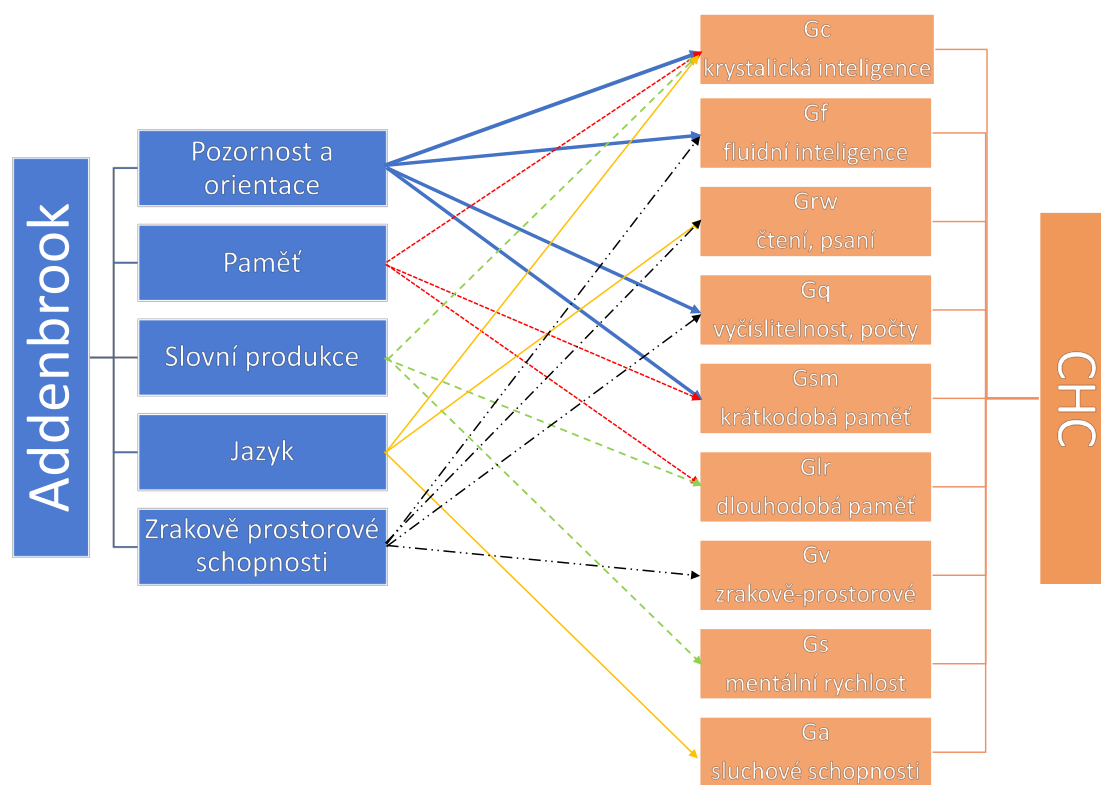 Addenbrook
Pozornost a
orientace
Paměť
Slovní produkce
Jazyk
Zrakově prostorové
schopnosti
Gc
krystalická inteligence
Gf
fluidní inteligence
Grw
čtení, psaní
Gq
vyčíslitelnost, počty
Gsm
krátkodobá paměť
Glr
dlouhodobá paměť
Gv
zrakově-prostorové
Gs
mentální rychlost
Ga
sluchové schopnosti
CHC